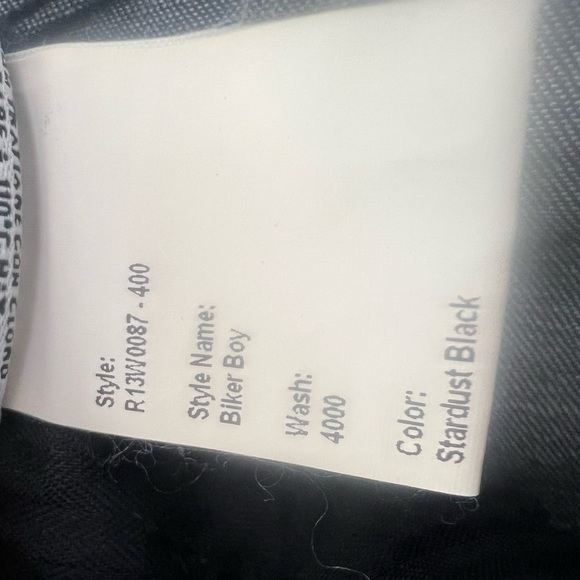 Style:
R13W0087 - 400
Style Name:
Biker Boy
Wash:
4000
Color:
Stardust Black